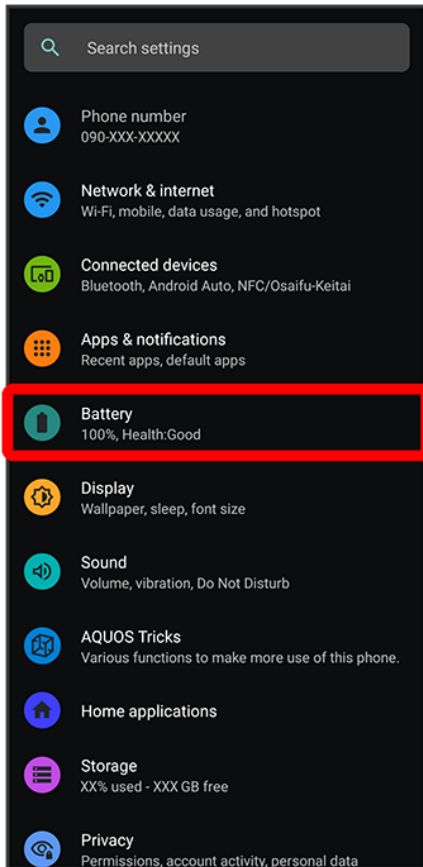 Search settings
Phone number
090-XXX-XXXXX
Network & internet
Wi-Fi, mobile, data usage, and hotspot
Connected devices
Bluetooth, Android Auto, NFC/Osaifu-Keitai
Apps & notifications
Recent apps, default apps
Battery
100%, Health:Good
Display
Wallpaper, sleep, font size
Sound
Volume, vibration, Do Not Disturb
AQUOS Tricks
Various functions to make more use of this phone.
Home applications
Storage
XX% used - XXX GB free
Privacy
Permissions, account activity, personal data